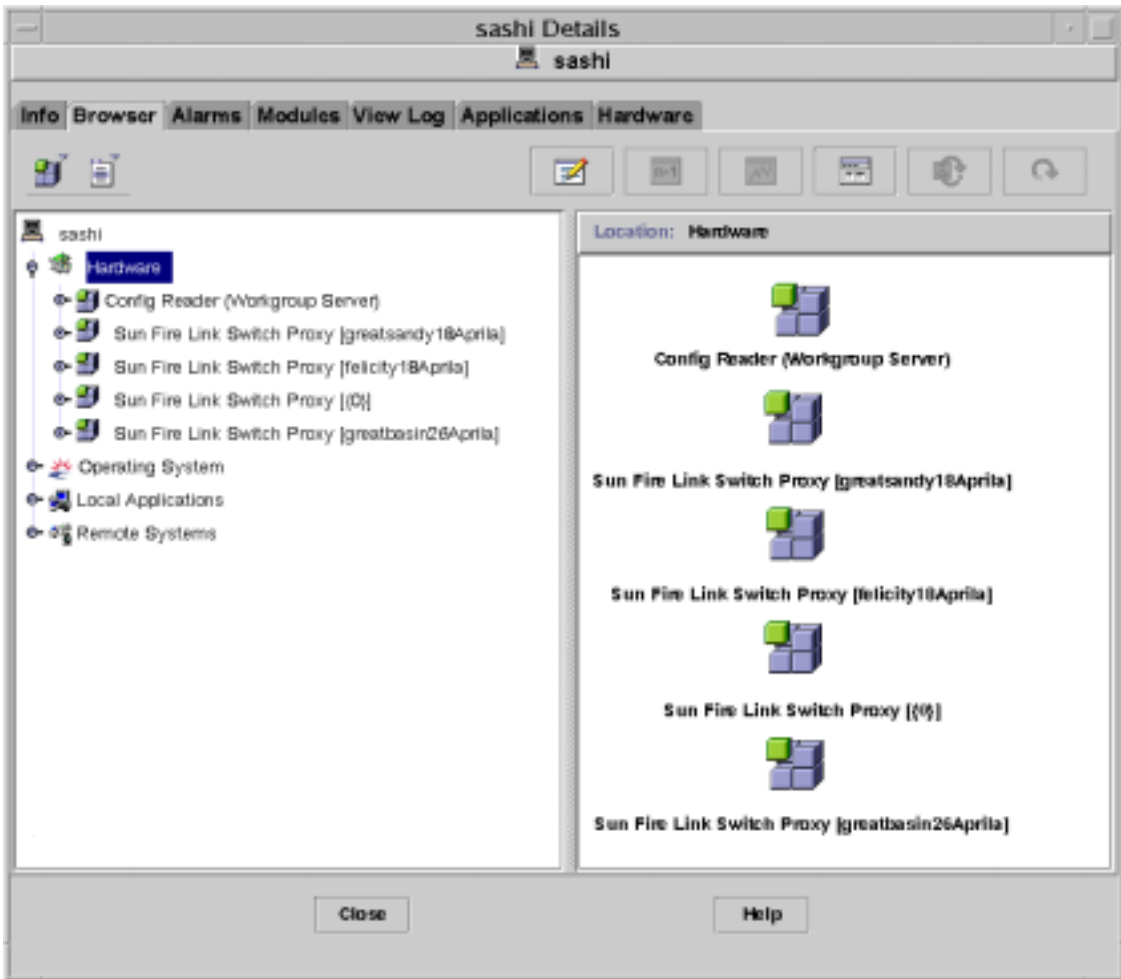 sashi Details
sashi
Info Browser Alarms Modules View Log Applications Hardware
sashi
Hardware
Config Reader (Workgroup Server)
Sun Fire Link Switch Proxy [greatsandy18Aprila]
Sun Fire Link Switch Proxy [felicity18Aprila]
Sun Fire Link Switch Proxy [{0}]
Sun Fire Link Switch Proxy [greatbasin26Aprila]
Operating System
Local Applications
Remote Systems
Location: Hardware
Config Reader (Workgroup Server)
Sun Fire Link Switch Proxy [greatsandy18Aprila]
Sun Fire Link Switch Proxy [felicity18Aprila]
Sun Fire Link Switch Proxy [{0}]
Sun Fire Link Switch Proxy [greatbasin26Aprila]
Close
Help